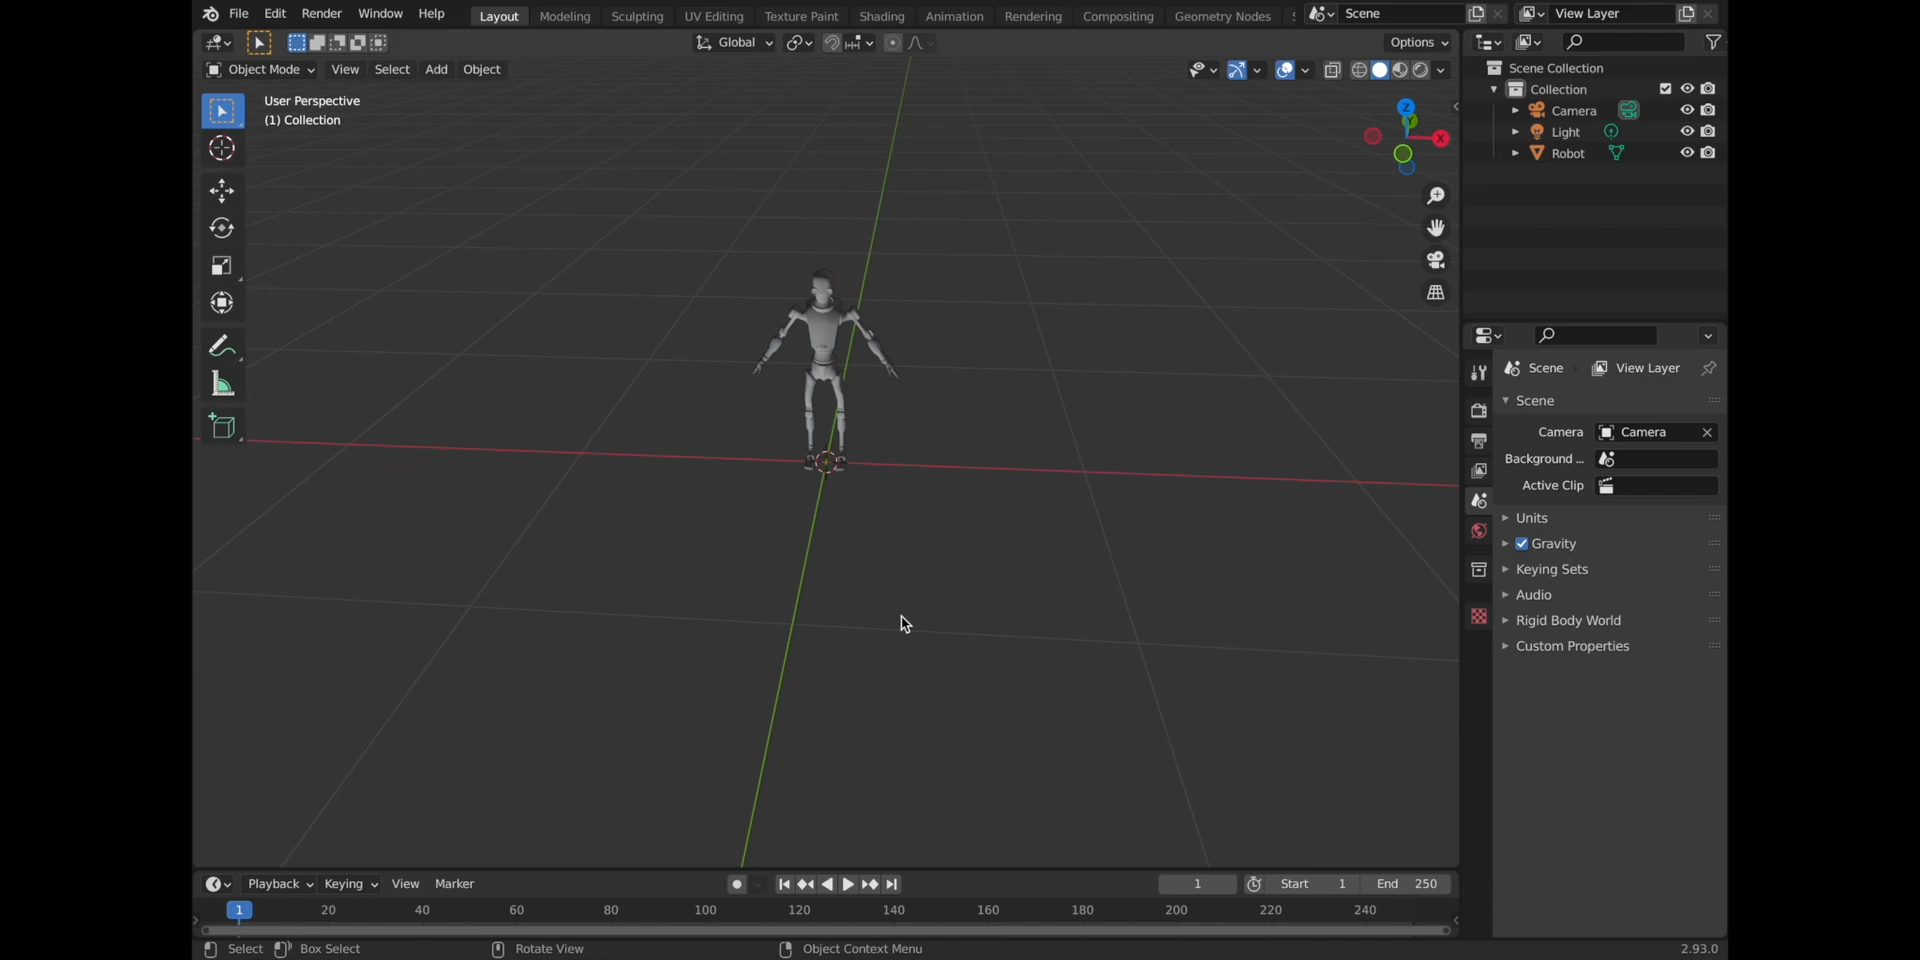 File Edit Render Window Help Layout Modeling Sculpting UV Editing Texture Paint Shading Animation Rendering Compositing Geometry Nodes Scene View Layer
Global Options
Object Mode View Select Add Object
User Perspective
(1) Collection
Z
Y
X
Scene Collection
Collection
Camera
Light
Robot
Scene View Layer
Scene
Camera Camera
Background ...
Active Clip
Units
Gravity
Keying Sets
Audio
Rigid Body World
Custom Properties
Playback Keying View Marker 1 Start 1 End 250
1 20 40 60 80 100 120 140 160 180 200 220 240
Select Box Select Rotate View Object Context Menu 2.93.0